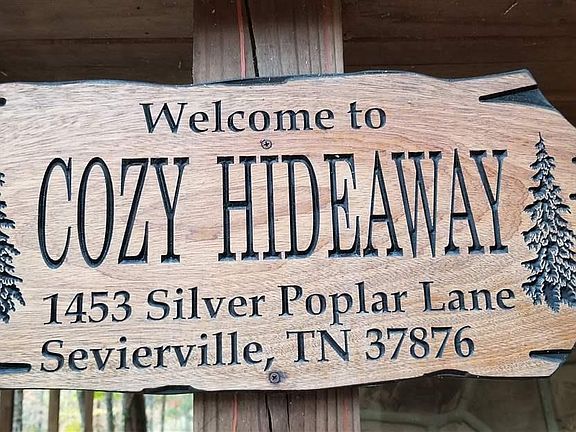 Welcome to
COZY HIDEAWAY
1453 Silver Poplar Lane
Sevierville, TN 37876